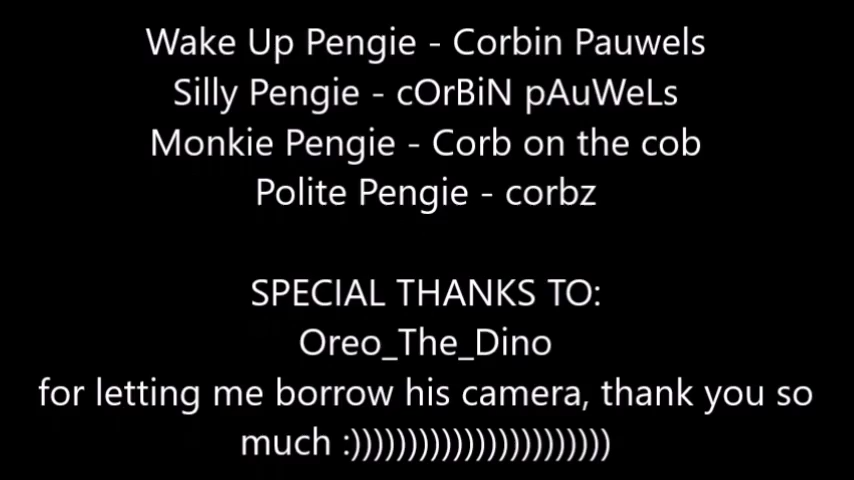 Wake Up Pengie - Corbin Pauwels
Silly Pengie - cOrBiN pAuWeLs
Monkie Pengie - Corb on the cob
Polite Pengie - corbz
SPECIAL THANKS TO:
Oreo_The_Dino
for letting me borrow his camera, thank you so
much :)))))))))))))))))))))))